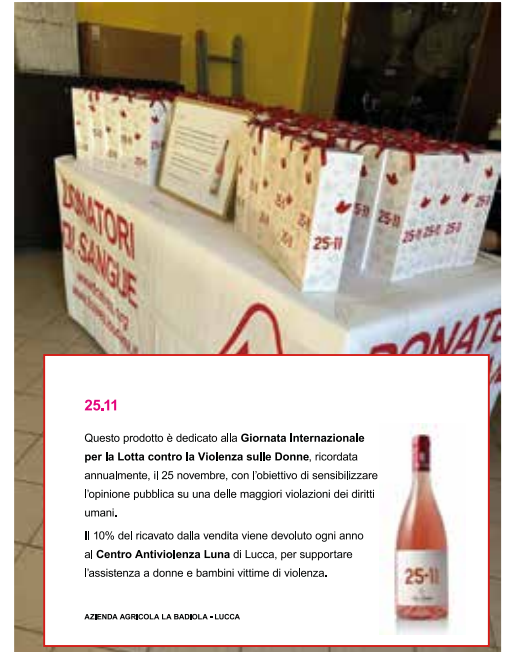 25-11
25-11
25-11
25-11
25-11
DONATORI
DI SANGUE
DONAT
25.11
Questo prodotto è dedicato alla Giornata Internazionale
per la Lotta contro la Violenza sulle Donne, ricordata
annualmente, il 25 novembre, con l'obiettivo di sensibilizzare
l'opinione pubblica su una delle maggiori violazioni dei diritti
umani.
Il 10% del ricavato dalla vendita viene devoluto ogni anno
al Centro Antiviolenza Luna di Lucca, per supportare
l'assistenza a donne e bambini vittime di violenza.
25-11
AZIENDA AGRICOLA LA BADIOLA - LUCCA